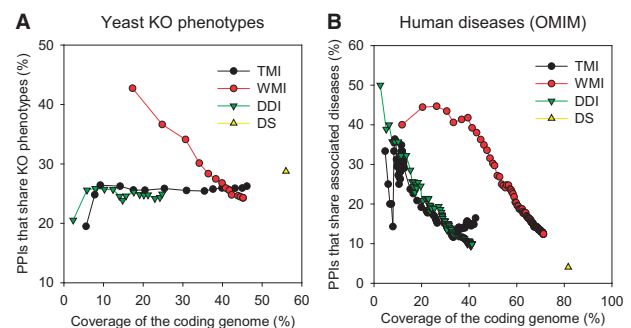 A
Yeast KO phenotypes
PPIs that share KO phenotypes (%)
50
40
30
20
10
0 10 20 30 40 50 60
Coverage of the coding genome (%)
TMI
WMI
DDI
DS
B
Human diseases (OMIM)
PPIs that share associated diseases (%)
60
50
40
30
20
10
0
0 20 40 60 80 100
Coverage of the coding genome (%)
TMI
WMI
DDI
DS